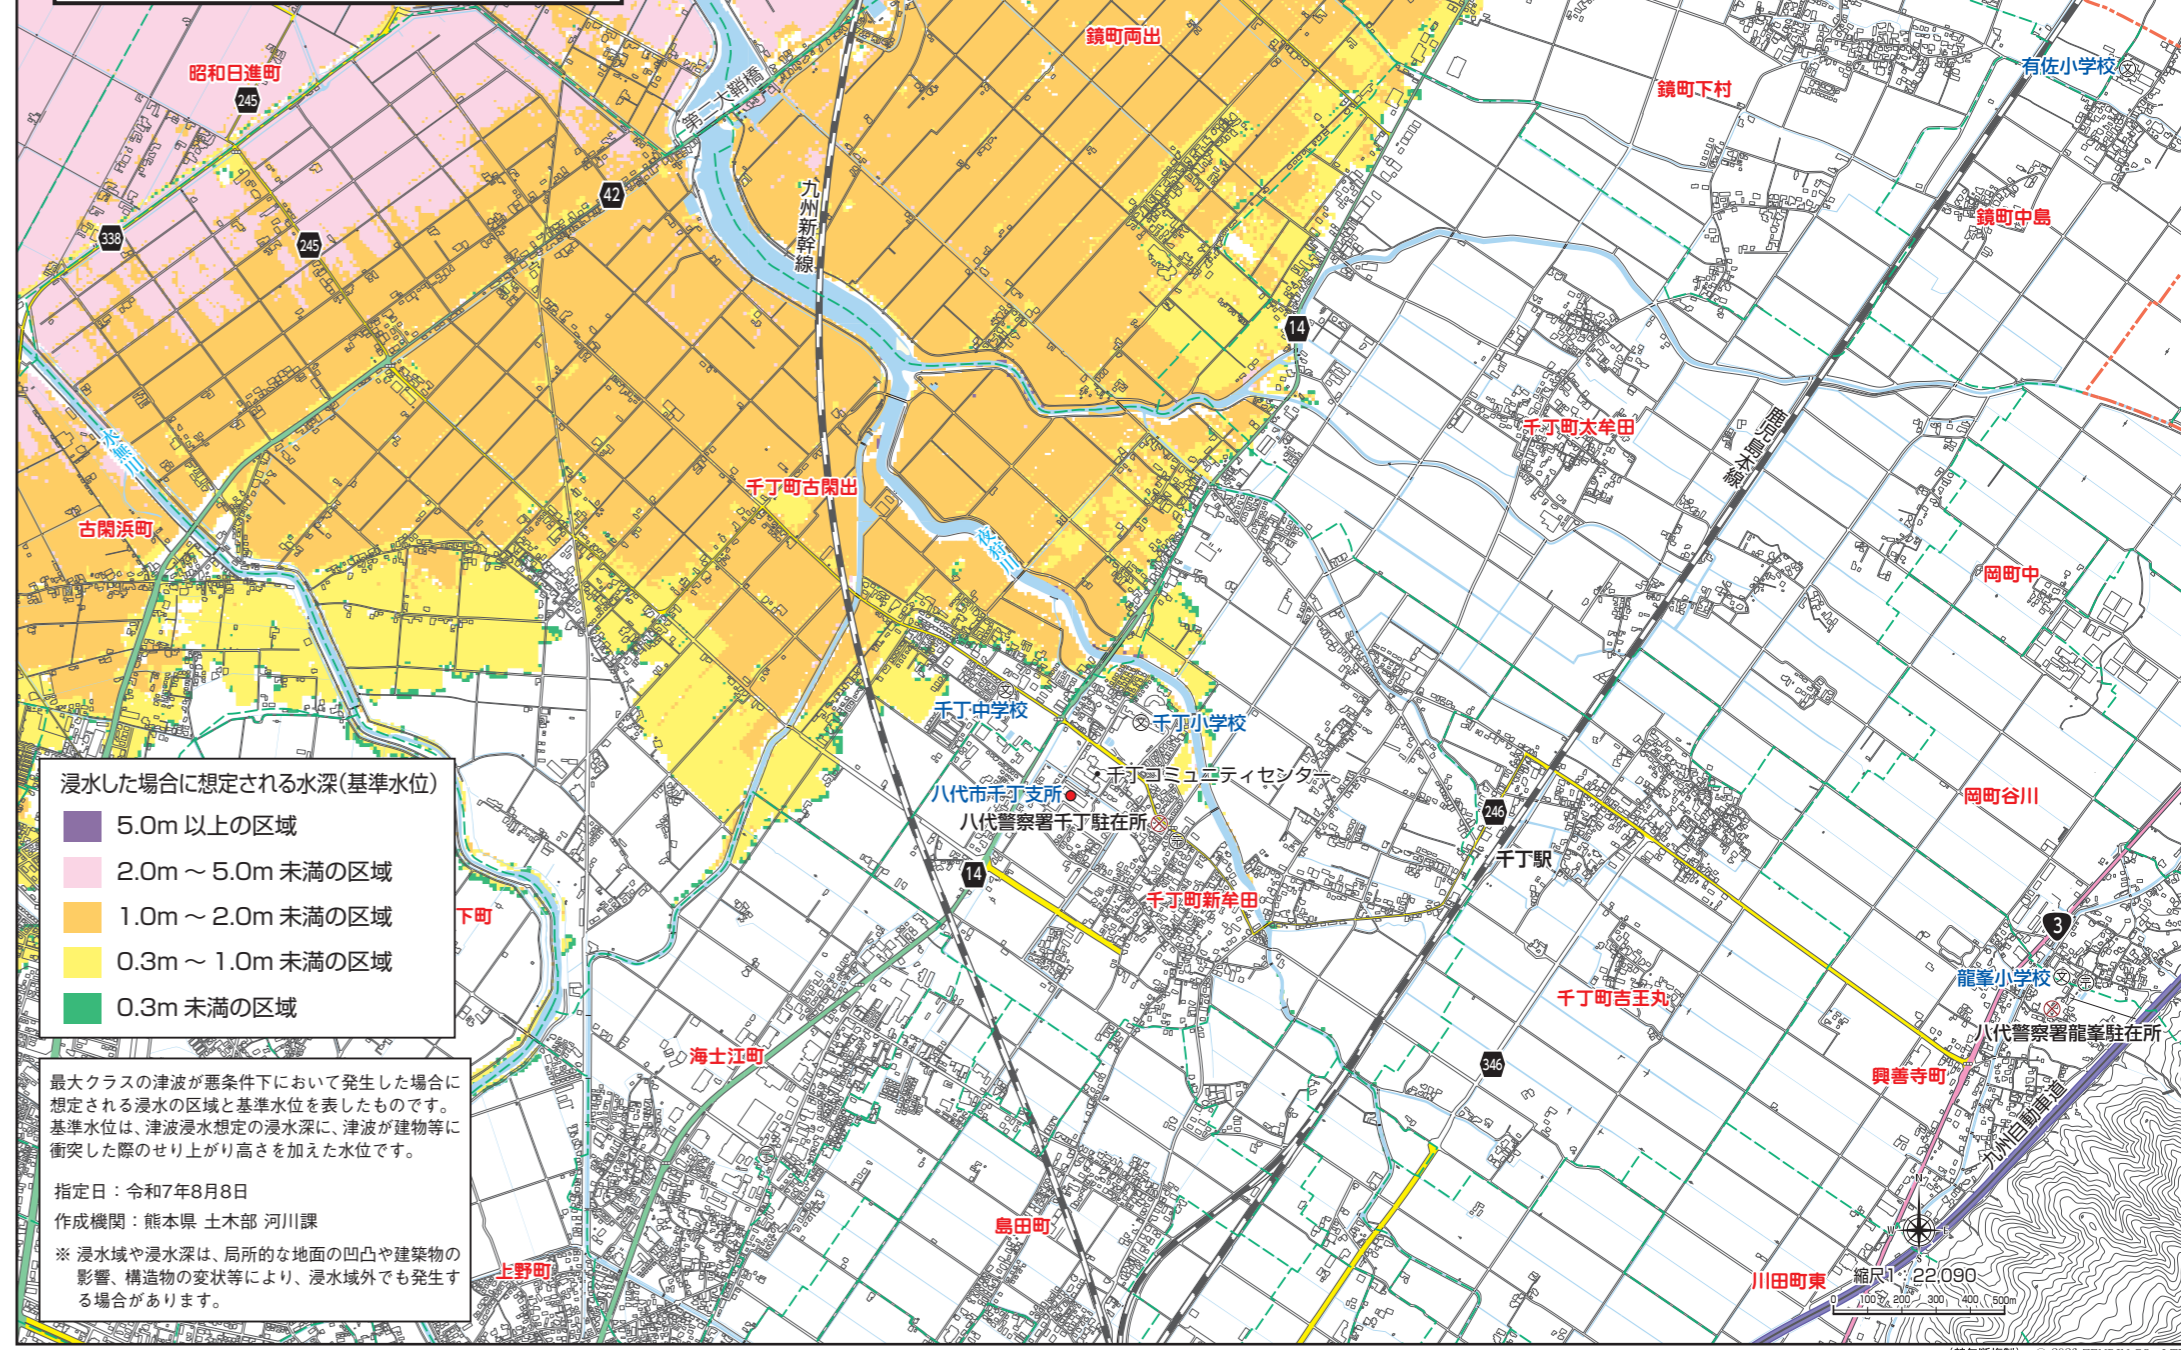 鏡町両出
昭和日進町
245
第二大鞘橋
鏡町下村
有佐小学校
文
42
九州新幹線
鏡町中島
338
245
14
千丁町太牟田
鹿児島本線
水無川
千丁町古閑出
古閑浜町
夜狩川
岡町中
文
千丁中学校
文
千丁小学校
千丁コミュニティセンター
八代市千丁支所
八代警察署千丁駐在所
岡町谷川
246
千丁駅
14
千丁町新牟田
3
下町
龍峯小学校
文
千丁町吉王丸
八代警察署龍峯駐在所
海士江町
346
興善寺町
九州自動車道
島田町
上野町
川田町東
浸水した場合に想定される水深(基準水位)
5.0m 以上の区域
2.0m ～ 5.0m 未満の区域
1.0m ～ 2.0m 未満の区域
0.3m ～ 1.0m 未満の区域
0.3m 未満の区域
最大クラスの津波が悪条件下において発生した場合に
想定される浸水の区域と基準水位を表したものです。
基準水位は、津波浸水想定の浸水深に、津波が建物等に
衝突した際のせり上がり高さを加えた水位です。
指定日：令和7年8月8日
作成機関：熊本県 土木部 河川課
※ 浸水域や浸水深は、局所的な地面の凹凸や建築物の
影響、構造物の変状等により、浸水域外でも発生す
る場合があります。
N
W
E
S
縮尺1：22,090
0 100 200 300 400 500m